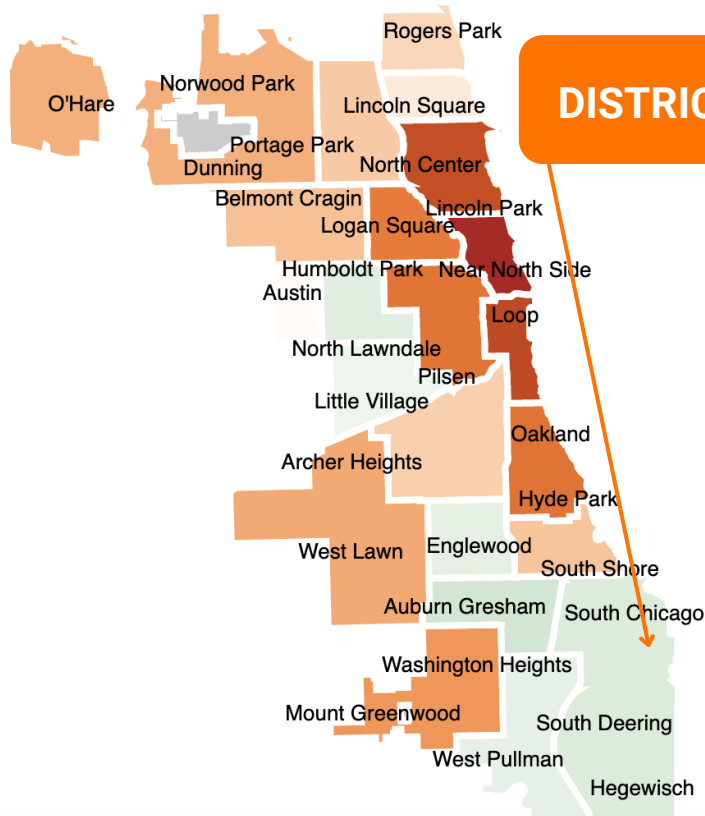 Rogers Park
DISTRIC
Norwood Park
O'Hare
Lincoln Square
Portage Park
Dunning
North Center
Belmont Cragin
Lincoln Park
Logan Square
Humboldt Park
Near North Side
Austin
Loop
North Lawndale
Pilsen
Little Village
Oakland
Archer Heights
Hyde Park
West Lawn
Englewood
South Shore
Auburn Gresham
South Chicago
Washington Heights
Mount Greenwood
South Deering
West Pullman
Hegewisch